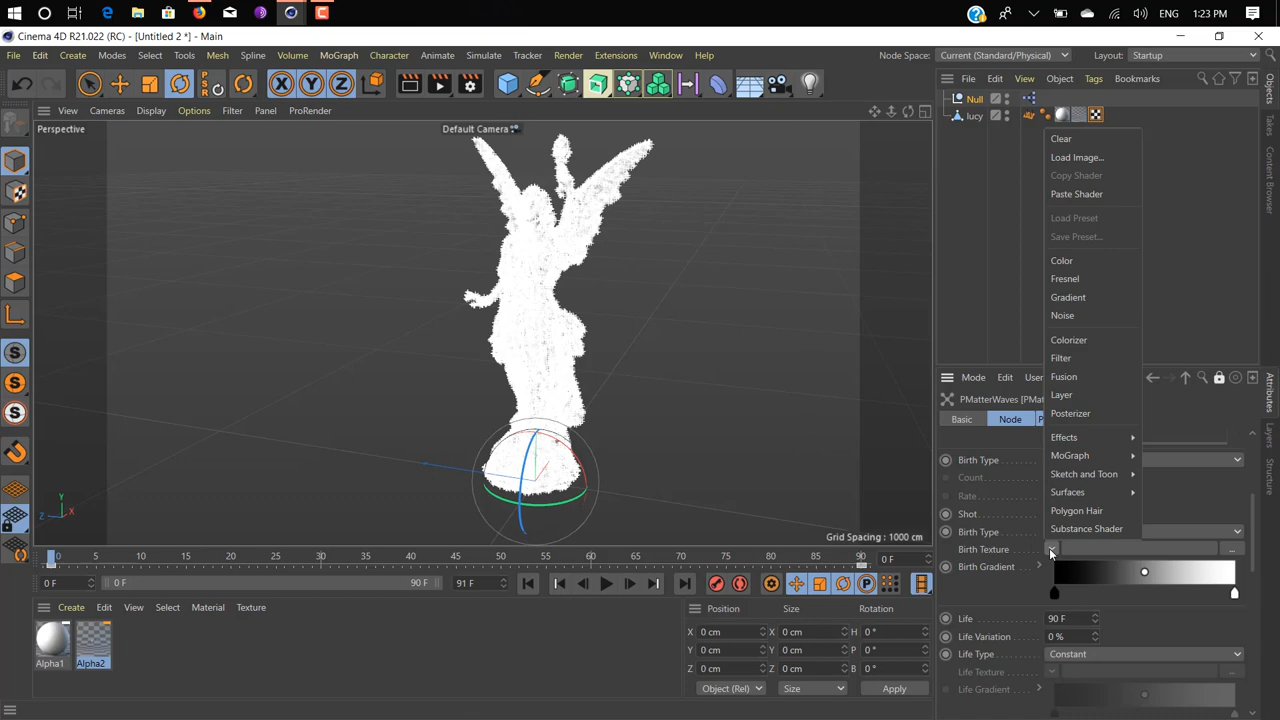 ENG 1:23 PM
Cinema 4D R21.022 (RC) - [Untitled 2 *] - Main
File Edit Create Modes Select Tools Mesh Spline Volume MoGraph Character Animate Simulate Tracker Render Extensions Window Help Node Space: Current (Standard/Physical) Layout: Startup
File Edit View Object Tags Bookmarks
View Cameras Display Options Filter Panel ProRender
Perspective
Default Camera
Null
lucy
Objects
Takes
Content Browser
Clear
Load Image...
Copy Shader
Paste Shader
Load Preset
Save Preset...
Color
Fresnel
Gradient
Noise
Colorizer
Filter
Fusion
Layer
Posterizer
Effects
MoGraph
Sketch and Toon
Surfaces
Polygon Hair
Substance Shader
Mode Edit User
PMatterWaves [PMat
Basic Node P
Attributes
Layers
Structure
Birth Type
Count
Rate
Shot
Birth Type
Birth Texture ...
Birth Gradient
Life 90 F
Life Variation 0 %
Life Type Constant
Life Texture ...
Life Gradient
Y
Z X
Grid Spacing : 1000 cm
0 5 10 15 20 25 30 35 40 45 50 55 60 65 70 75 80 85 90 0 F
0 F 0 F 90 F 91 F
Create Edit View Select Material Texture
Alpha1 Alpha2
Position Size Rotation
X 0 cm X 0 cm H 0 °
Y 0 cm Y 0 cm P 0 °
Z 0 cm Z 0 cm B 0 °
Object (Rel) Size Apply